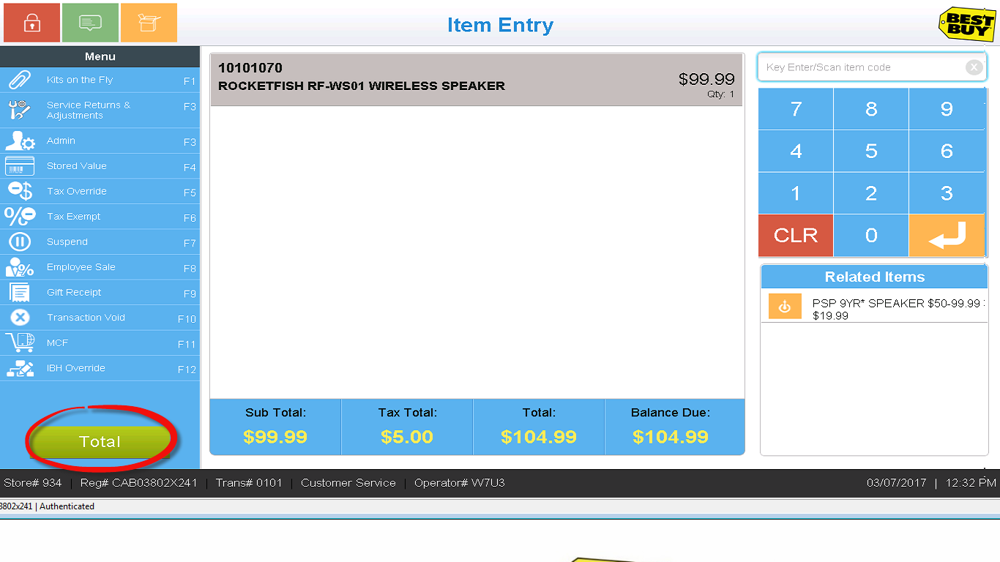 Item Entry
BEST
BUY
Menu
Kits on the Fly F1
Service Returns &
Adjustments F3
Admin F3
Stored Value F4
Tax Override F5
Tax Exempt F6
Suspend F7
Employee Sale F8
Gift Receipt F9
Transaction Void F10
MCF F11
IBH Override F12
Total
10101070
ROCKETFISH RF-WS01 WIRELESS SPEAKER
$99.99
Qty: 1
Sub Total: Tax Total: Total: Balance Due:
$99.99 $5.00 $104.99 $104.99
Key Enter/Scan item code
7 8 9
4 5 6
1 2 3
CLR 0
Related Items
PSP 9YR* SPEAKER $50-99.99
$19.99
Store# 934 | Reg# CAB03802X241 | Trans# 0101 | Customer Service | Operator# W7U3 03/07/2017 | 12:32 PM
3802x241 | Authenticated